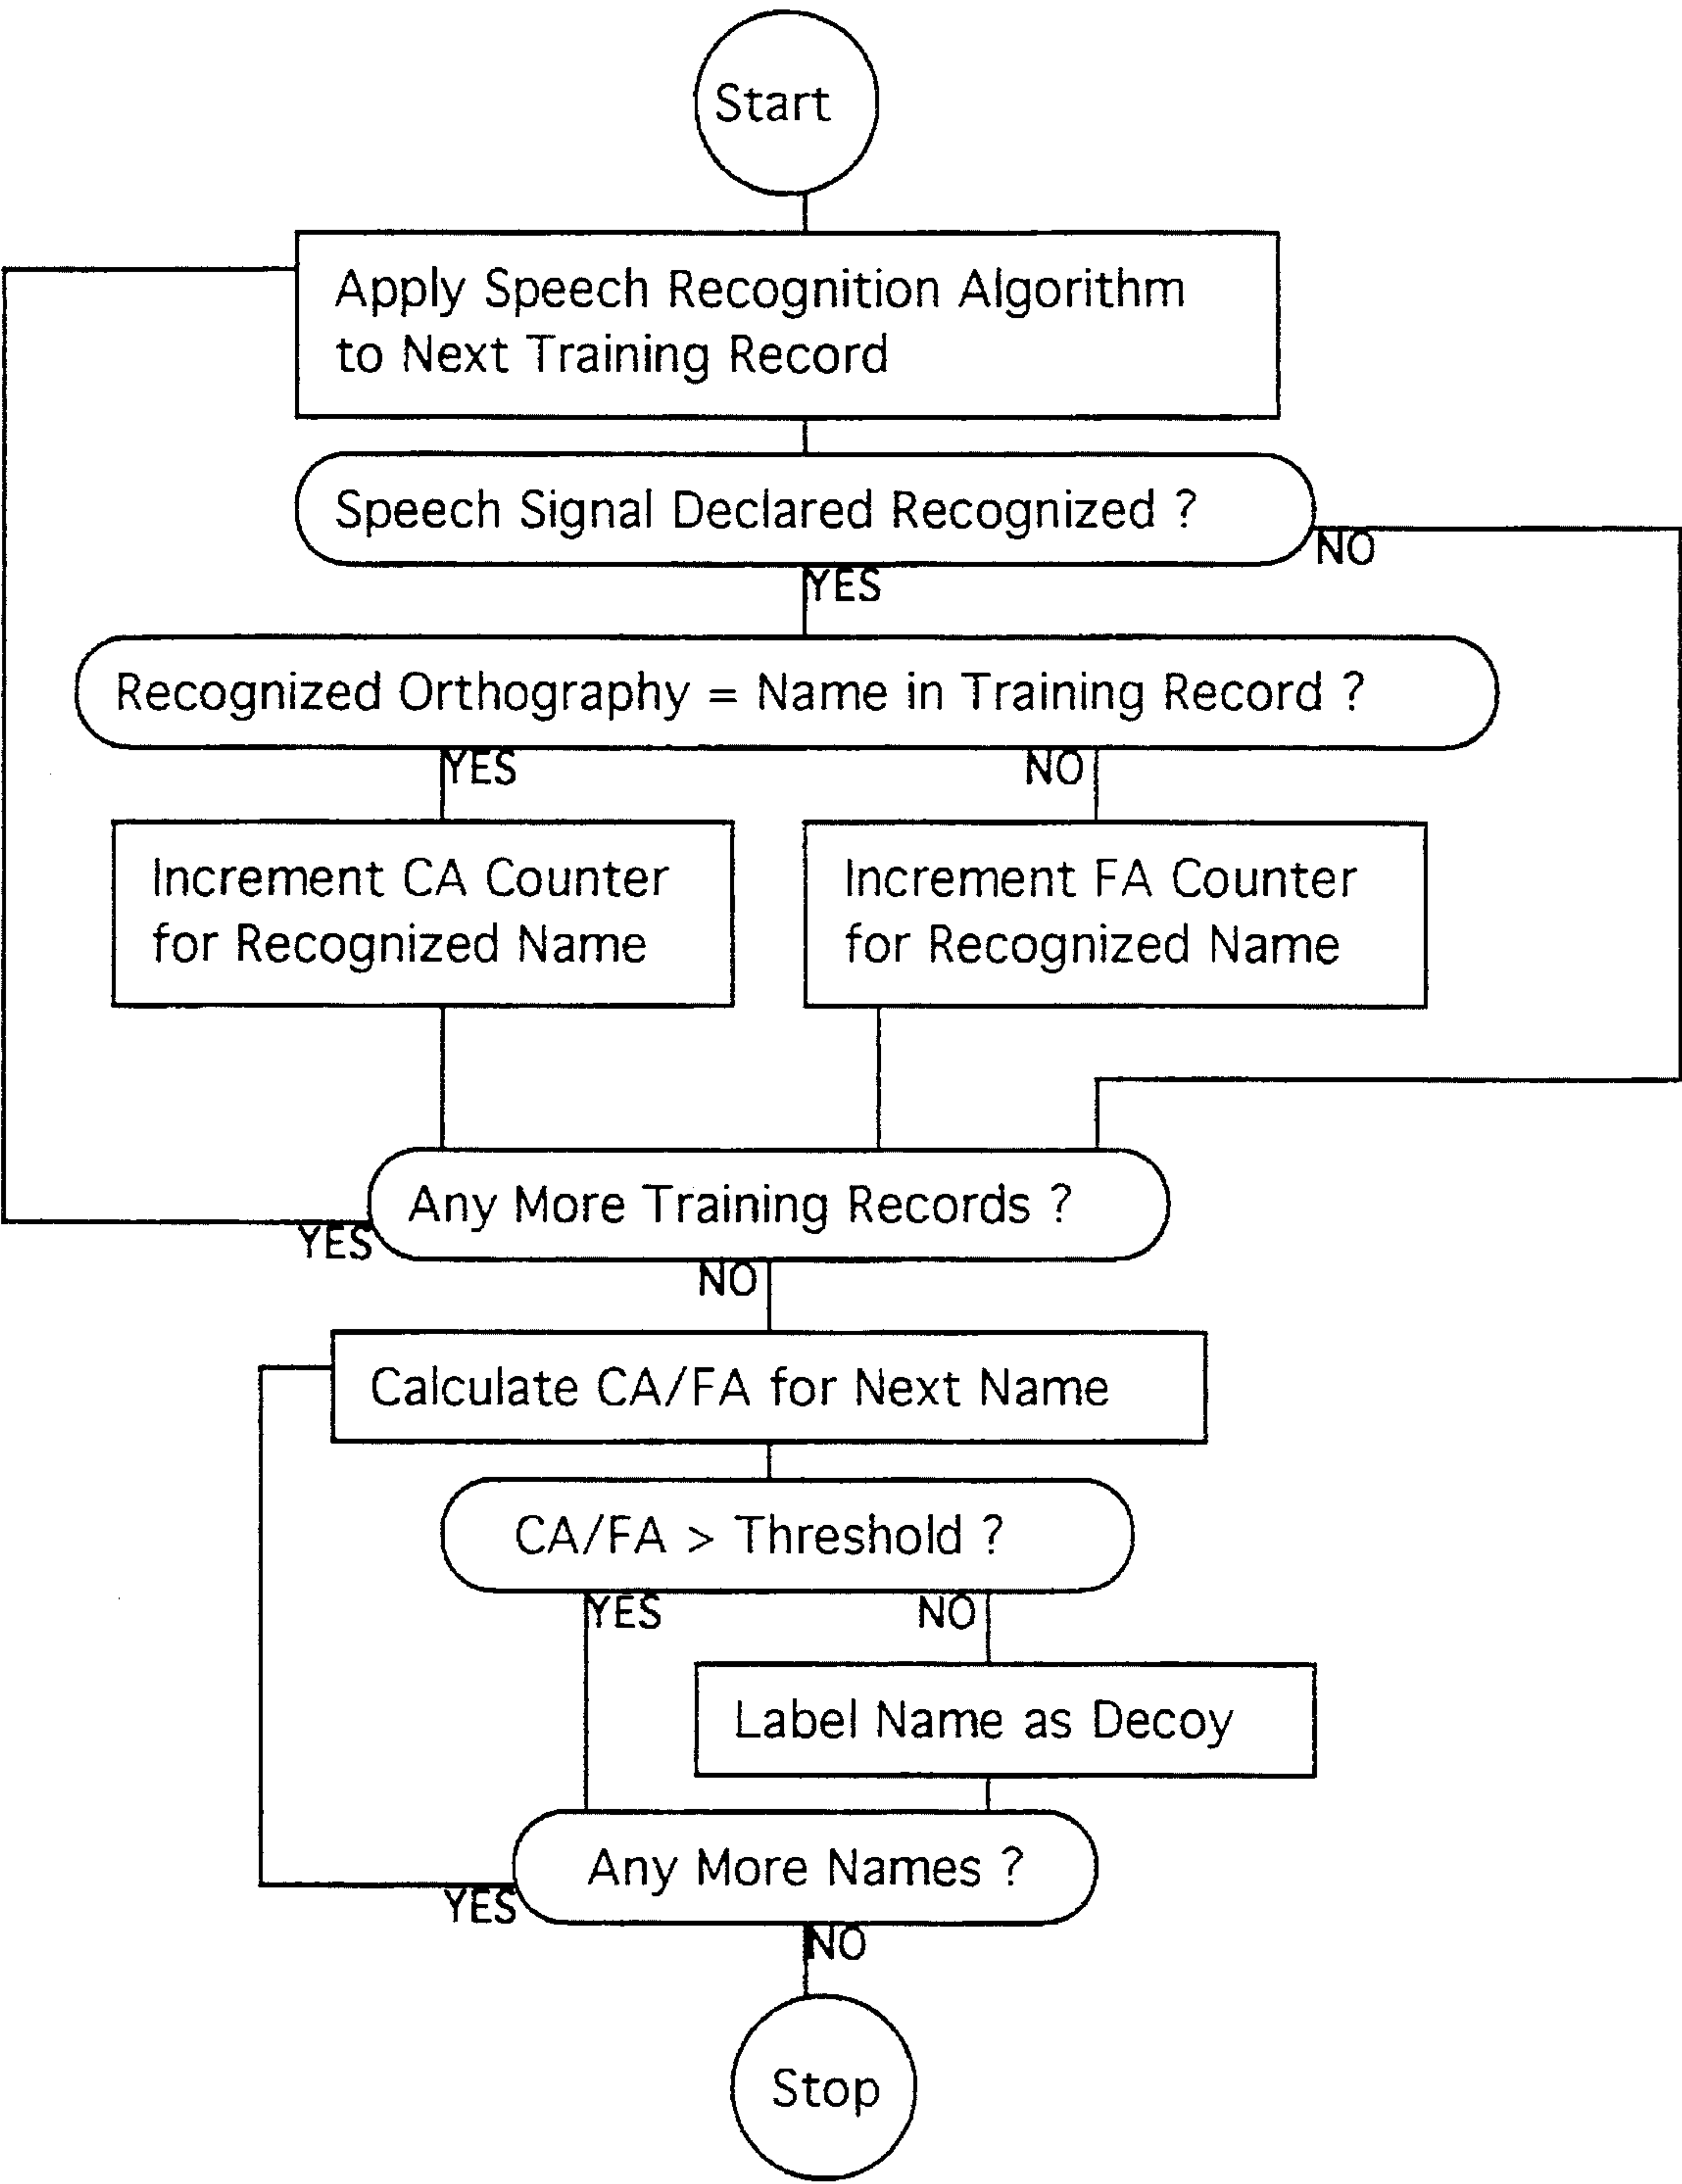 Start
Apply Speech Recognition Algorithm
to Next Training Record
Speech Signal Declared Recognized ?
NO
YES
Recognized Orthography = Name in Training Record ?
YES
NO
Increment CA Counter
for Recognized Name
Increment FA Counter
for Recognized Name
Any More Training Records ?
YES
NO
Calculate CA/FA for Next Name
CA/FA > Threshold ?
YES
NO
Label Name as Decoy
Any More Names ?
YES
NO
Stop